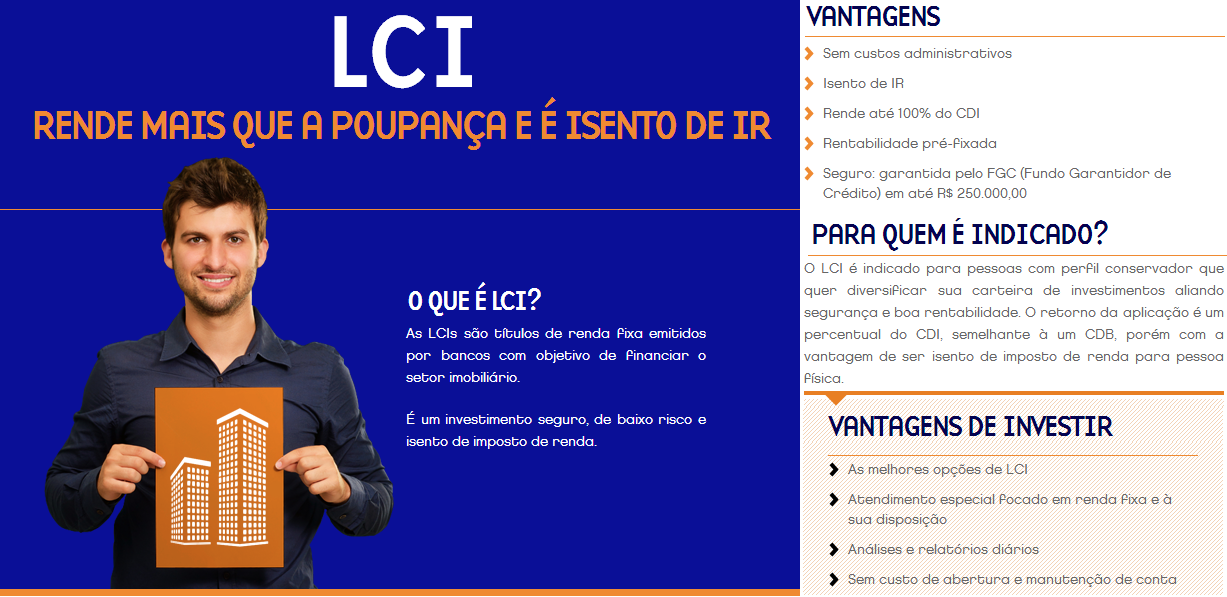 LCI
RENDE MAIS QUE A POUPANÇA E É ISENTO DE IR
O QUE É LCI?
As LCIs são títulos de renda fixa emitidos
por bancos com objetivo de financiar o
setor imobiliário.
É um investimento seguro, de baixo risco e
isento de imposto de renda.
VANTAGENS
Sem custos administrativos
Isento de IR
Rende até 100% do CDI
Rentabilidade pré-fixada
Seguro: garantida pelo FGC (Fundo Garantidor de
Crédito) em até R$ 250.000,00
PARA QUEM É INDICADO?
O LCI é indicado para pessoas com perfil conservador que
quer diversificar sua carteira de investimentos aliando
segurança e boa rentabilidade. O retorno da aplicação é um
percentual do CDI, semelhante à um CDB, porém com a
vantagem de ser isento de imposto de renda para pessoa
física.
VANTAGENS DE INVESTIR
As melhores opções de LCI
Atendimento especial focado em renda fixa e à
sua disposição
Análises e relatórios diários
Sem custo de abertura e manutenção de conta